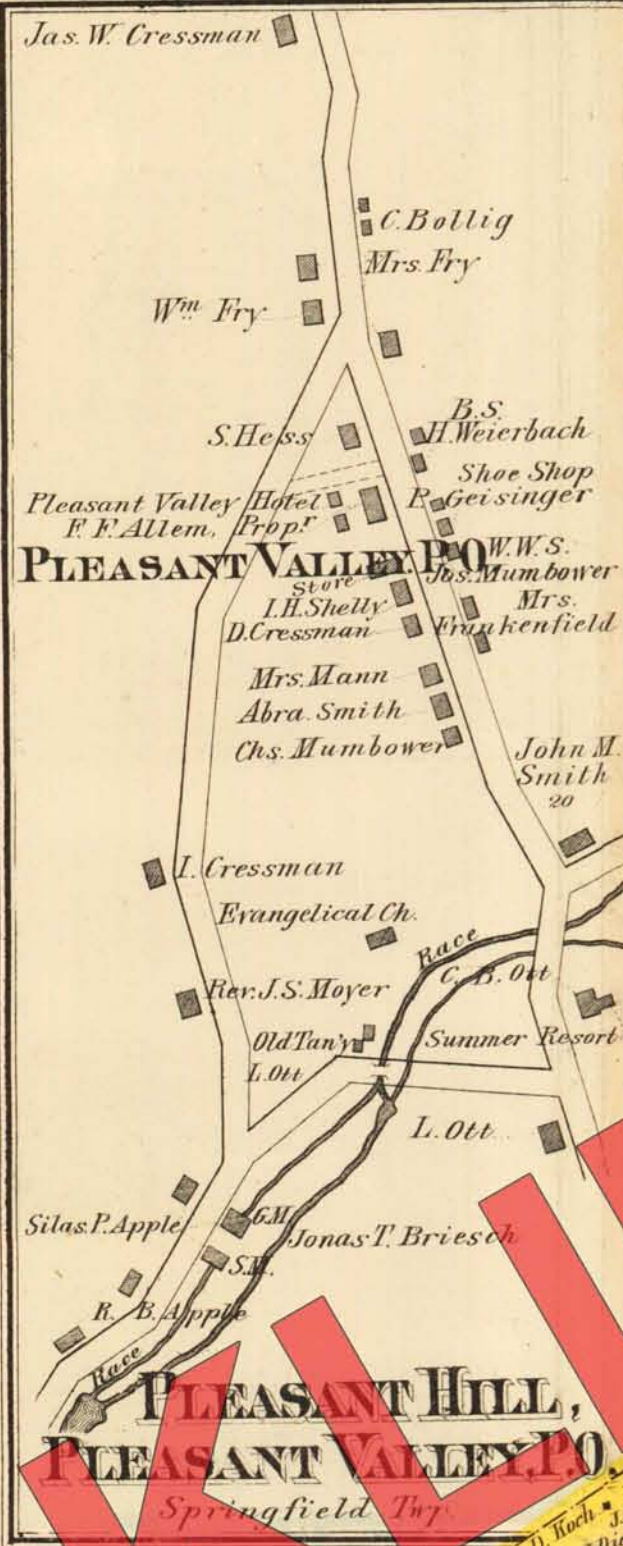 Jas. W. Cressman
C. Bollig
Mrs. Fry
Wm Fry
B. S.
S. Hess
H. Weierbach
Shoe Shop
Pleasant Valley Hotel
P. Geisinger
F. F. Allem, Propr
PLEASANT VALLEY P.O.
W. W. S.
Store
Jos. Mumbower
I. H. Shelly
Mrs.
D. Cressman
Frankenfield
Mrs. Mann
Abra. Smith
Chs. Mumbower
John M.
Smith
20
I. Cressman
Evangelical Ch.
Race
C. B. Ott
Rev. J. S. Moyer
Old Tan'y
Summer Resort
L. Ott
L. Ott
Silas. P. Apple
G.M.
Jonas T. Briesch
S.M.
R. B. Apple
Race
PLEASANT HILL,
PLEASANT VALLEY, P.O.
Springfield Twp.
D. Koch